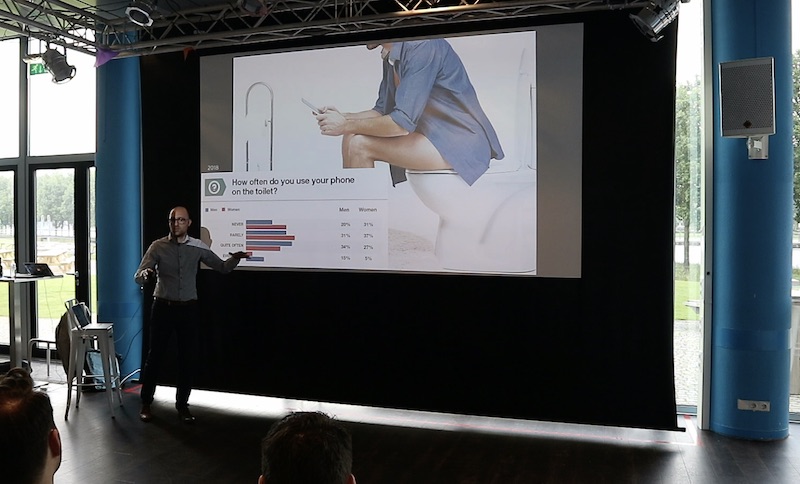 2018
How often do you use your phone
on the toilet?
Men Women Men Women
NEVER 20% 31%
RARELY 31% 37%
QUITE OFTEN 34% 27%
15% 5%